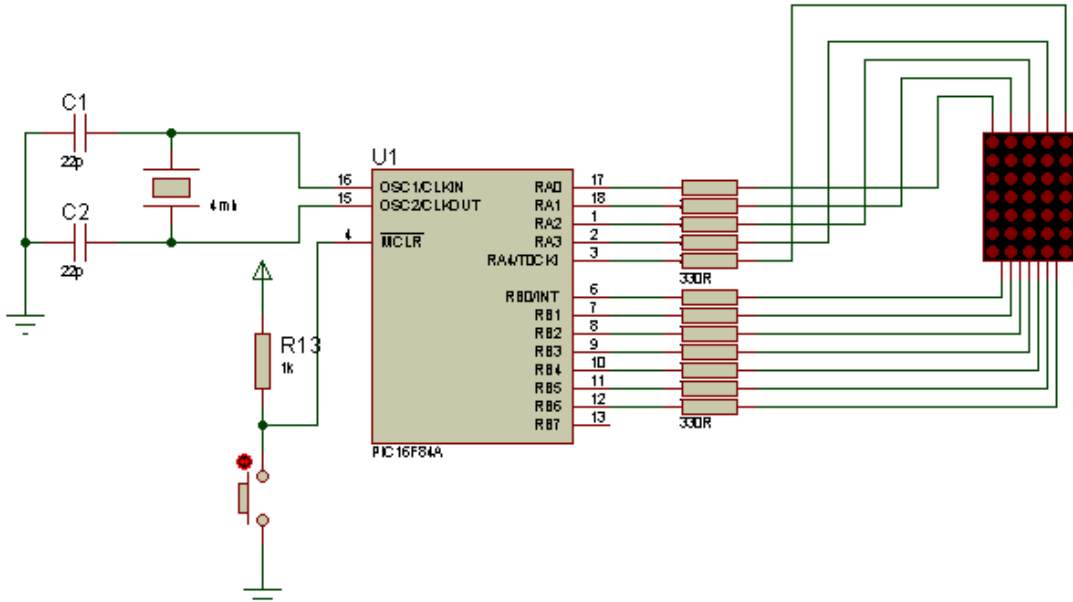 C1
22p
4mh
C2
22p
R13
1k
U1
16 OSC1/CLKIN RA0 17
15 OSC2/CLKOUT RA1 18
RA2 1
4 MCLR RA3 2
RA4/T0CKI 3
330R
RB0/INT 6
RB1 7
RB2 8
RB3 9
RB4 10
RB5 11
RB6 12
RB7 13
330R
PIC16F84A